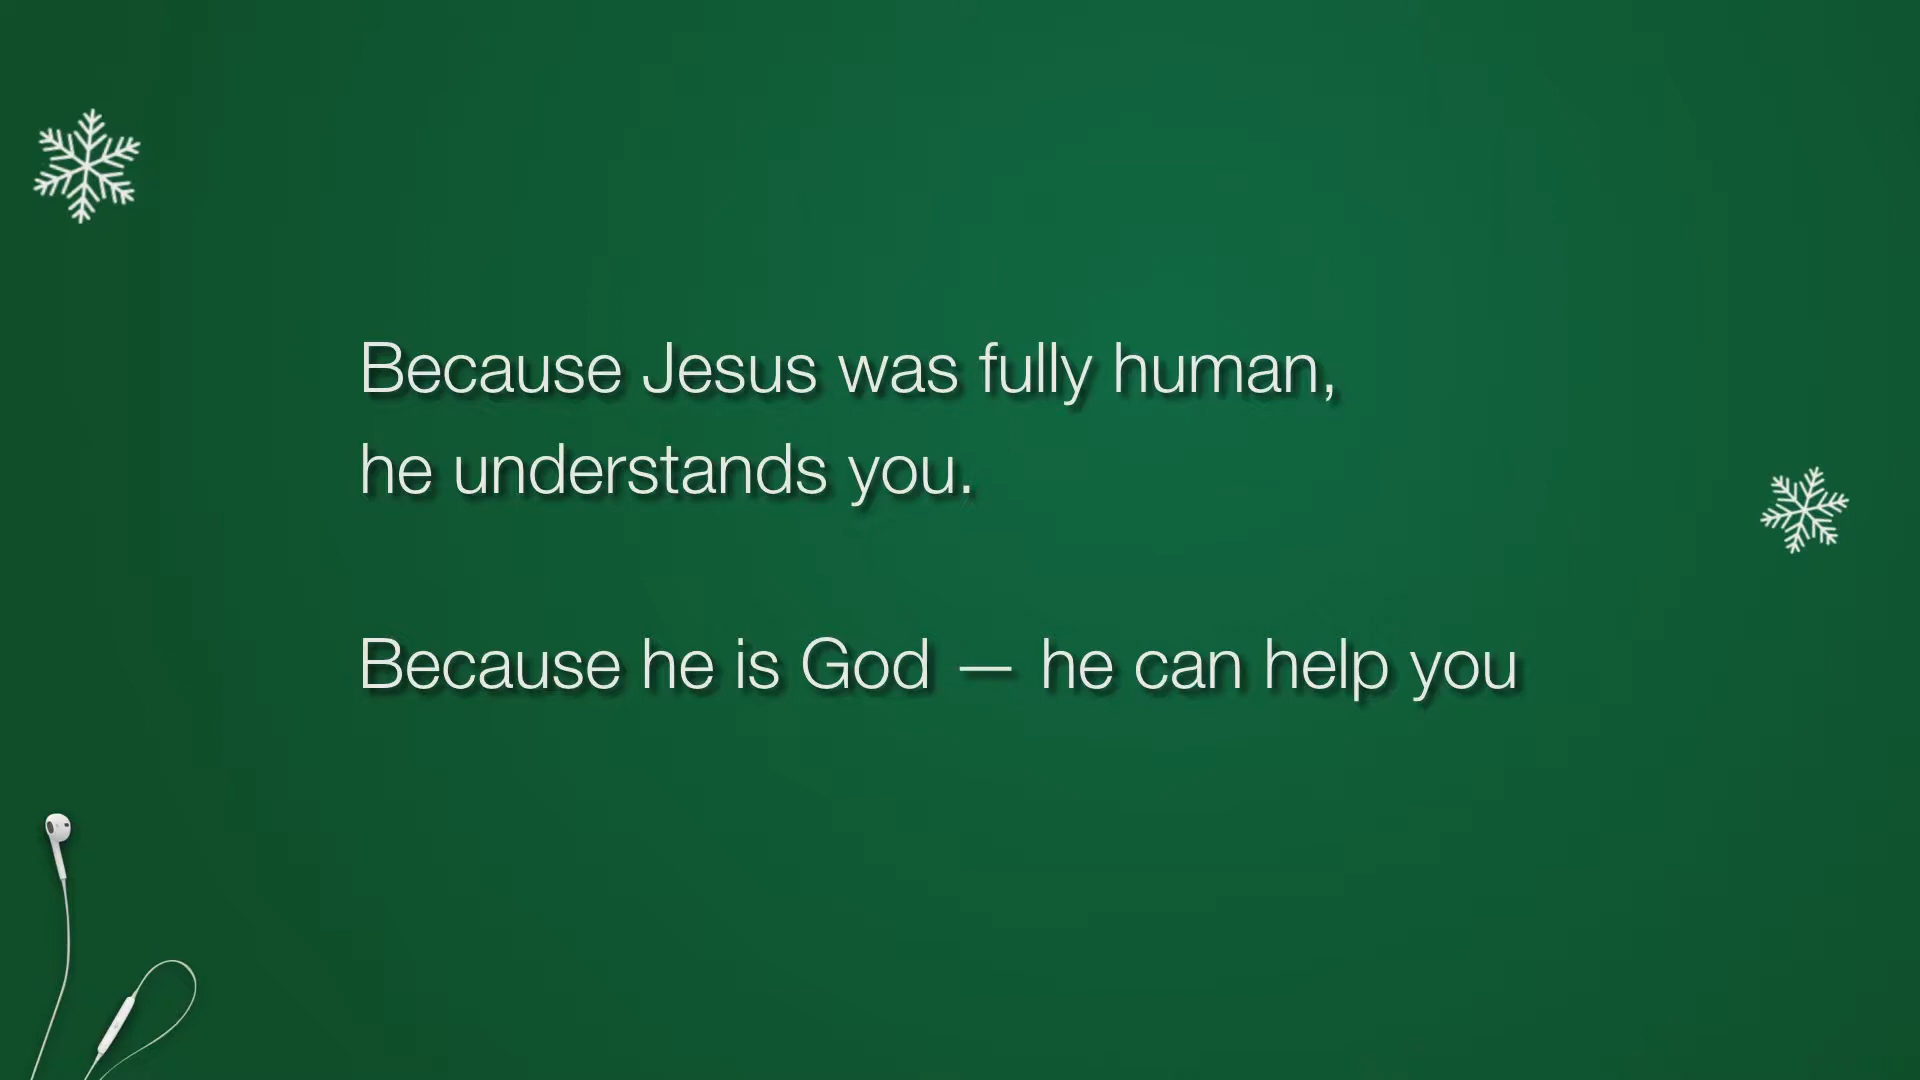 Because Jesus was fully human,
he understands you.
Because he is God — he can help you